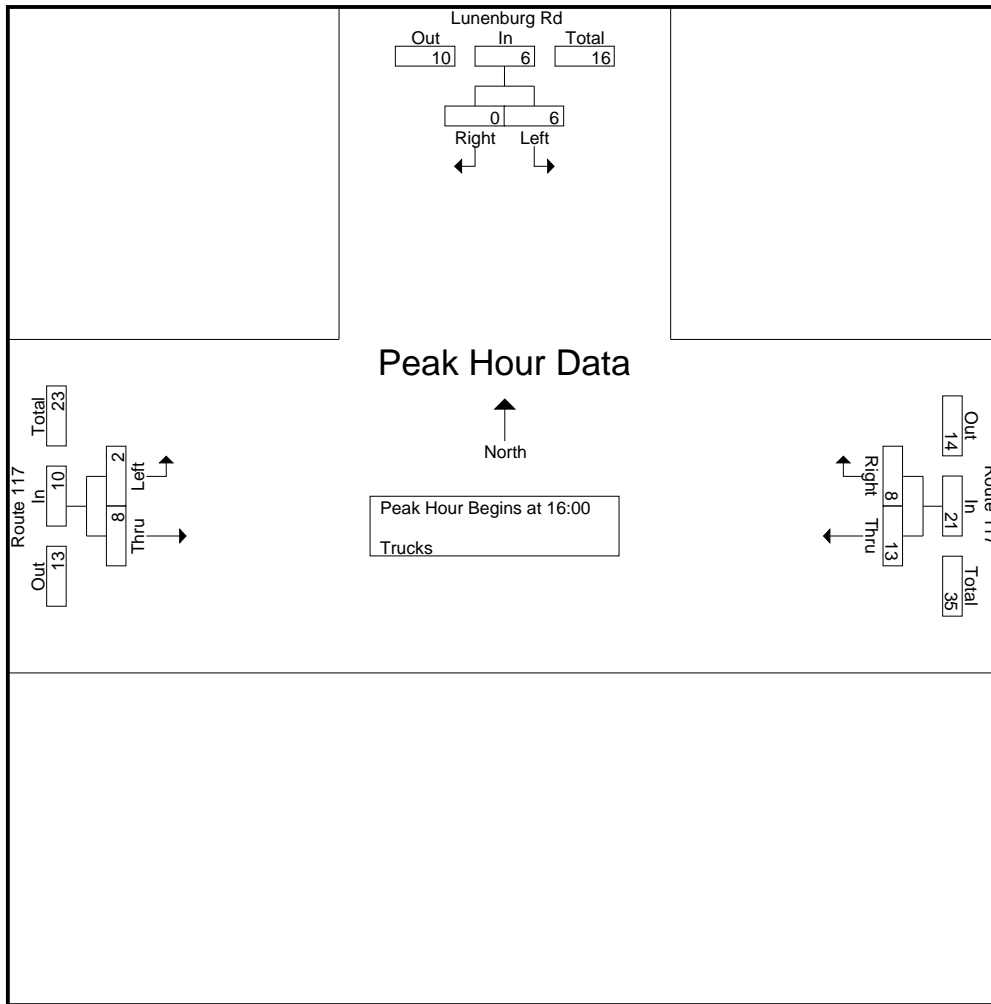 Lunenburg Rd
Out In Total
10 6 16
0 6
Right Left
Peak Hour Data
North
Peak Hour Begins at 16:00
Trucks
Route 117
Total In Out
23 10 13
2 8
Left Thru
Right Thru
8 13
Out In Total
14 21 35
Route 117